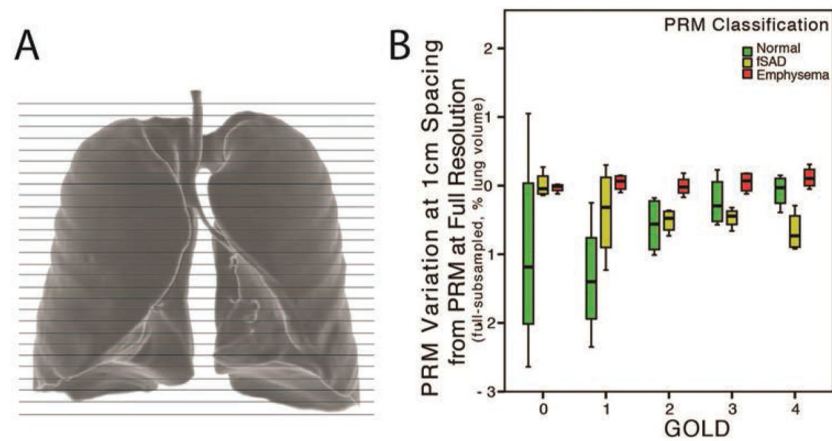 A
B
PRM Variation at 1cm Spacing
from PRM at Full Resolution
(full-subsampled, % lung volume)
PRM Classification
Normal
fSAD
Emphysema
2
1
0
1
2
- 3
0 1 2 3 4
GOLD